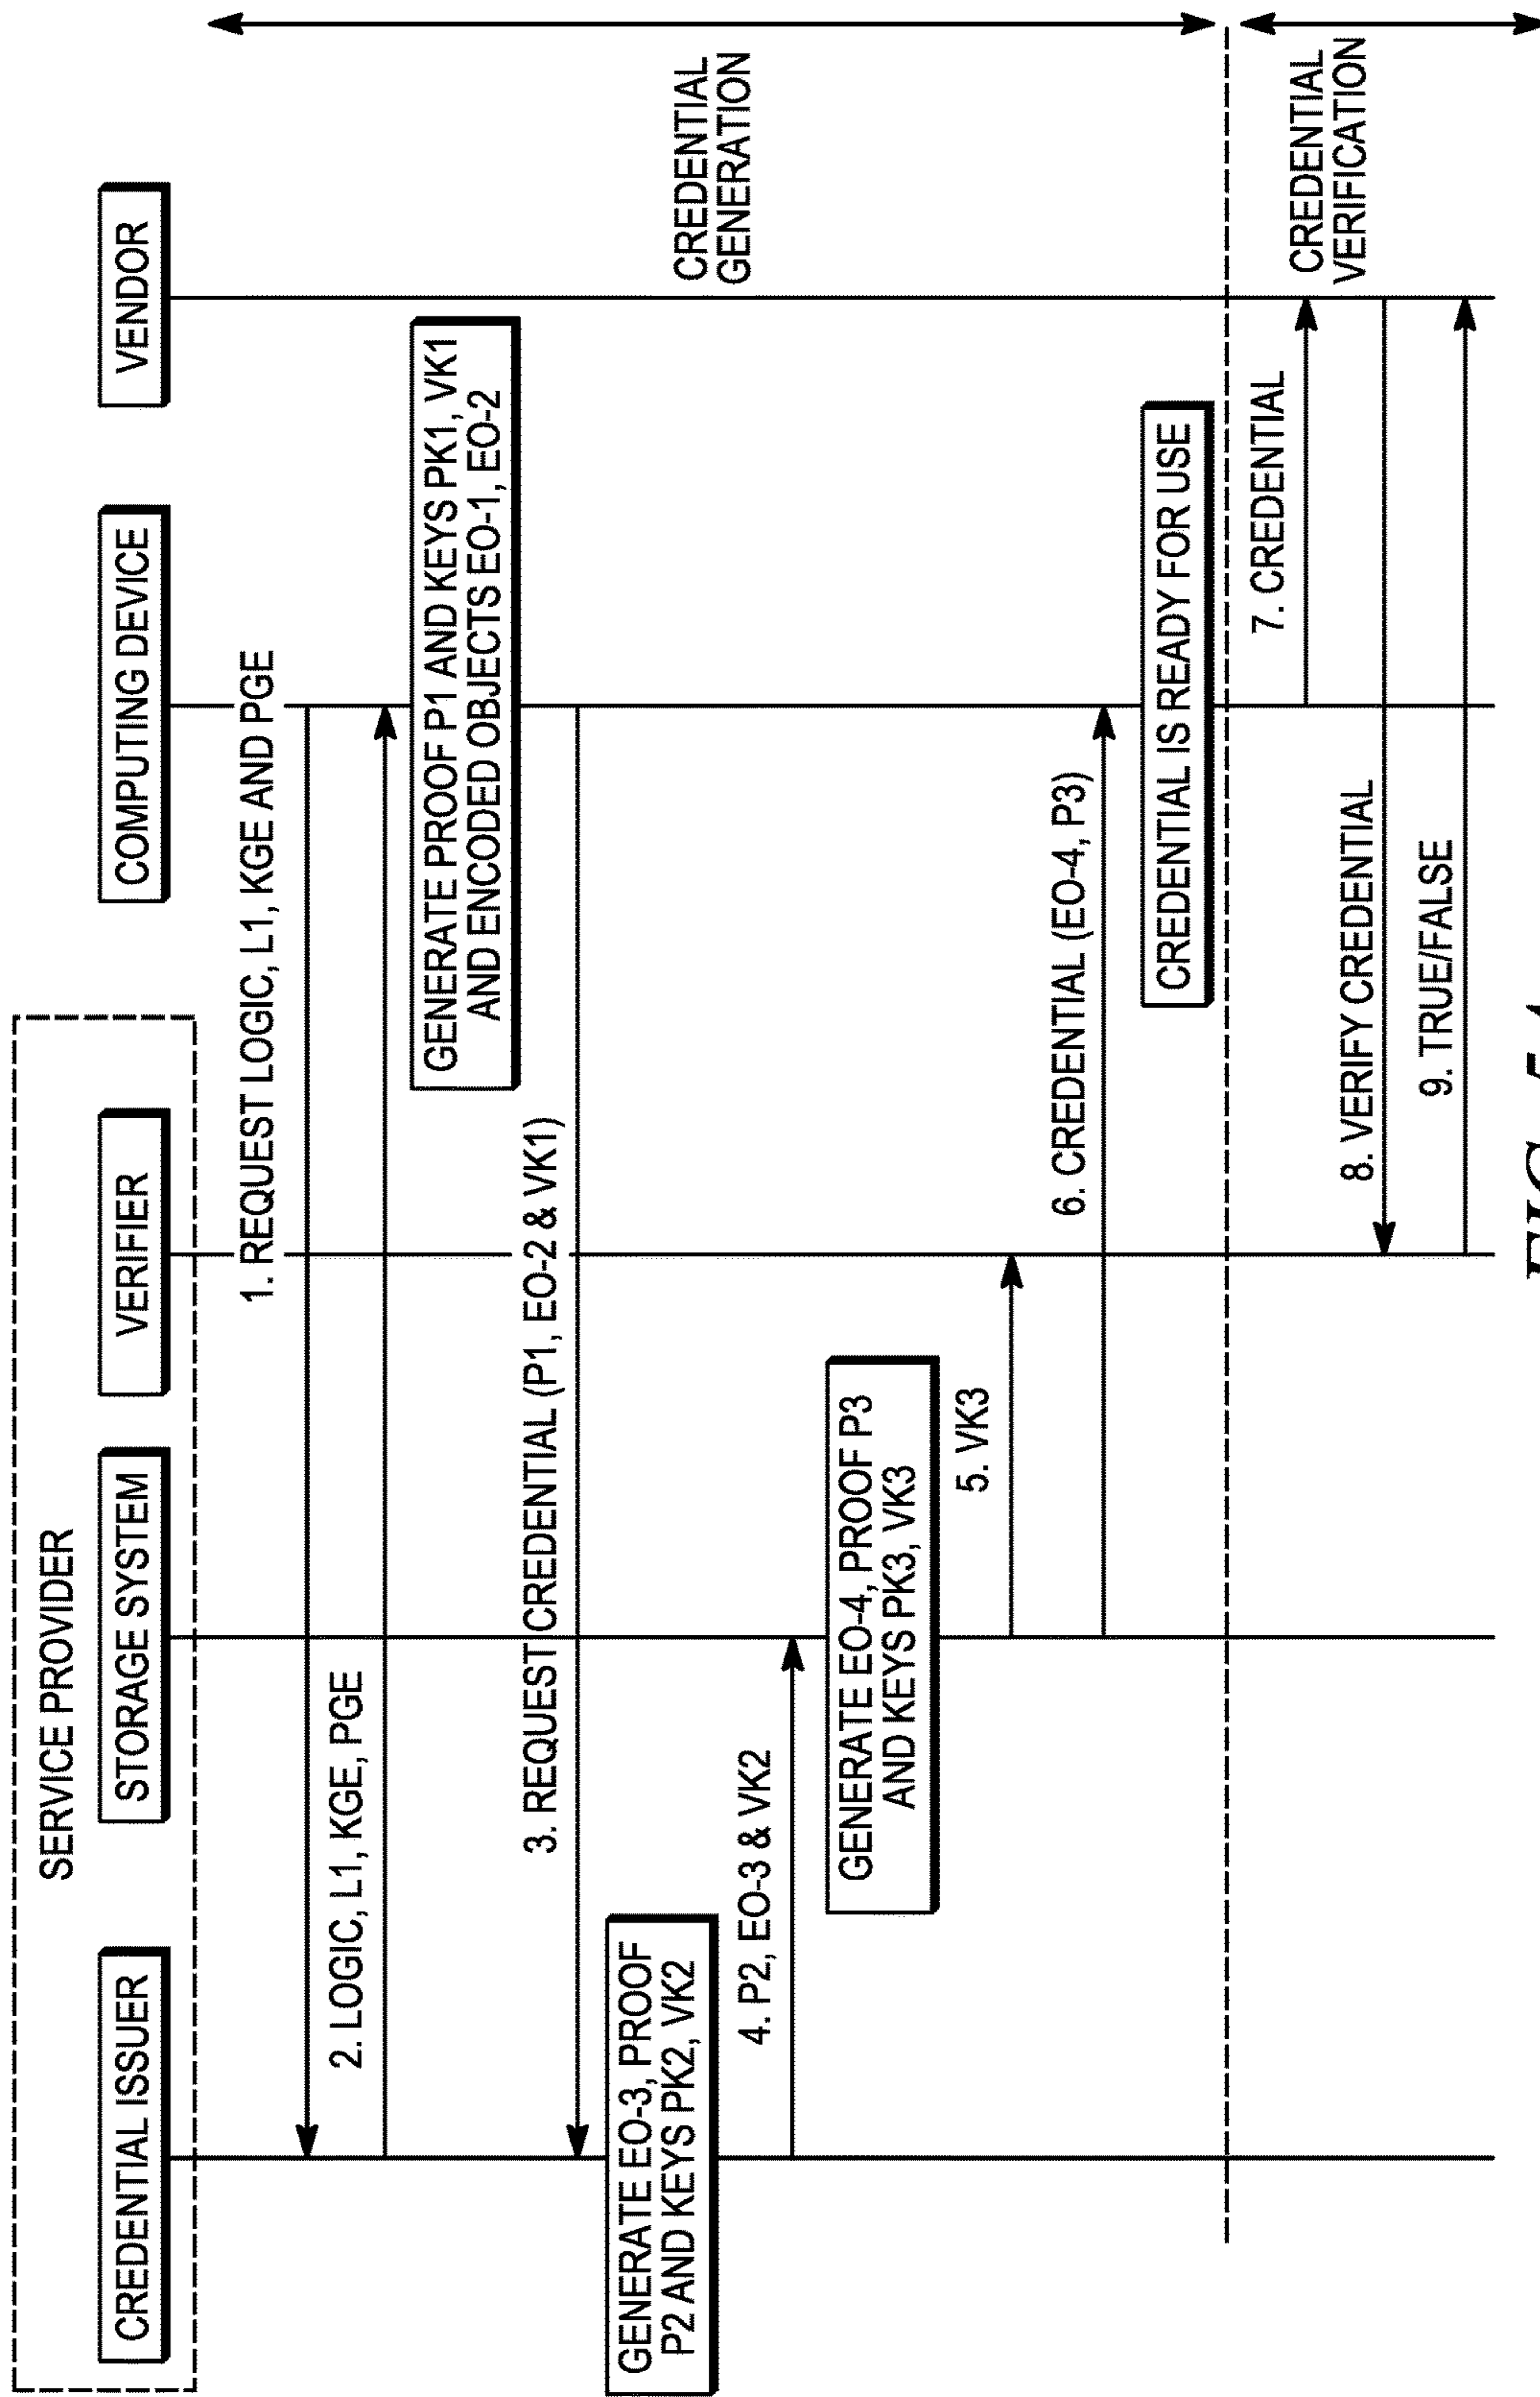 SERVICE PROVIDER
CREDENTIAL ISSUER
STORAGE SYSTEM
VERIFIER
COMPUTING DEVICE
VENDOR
1. REQUEST LOGIC, L1, KGE AND PGE
2. LOGIC, L1, KGE, PGE
GENERATE PROOF P1 AND KEYS PK1, VK1
AND ENCODED OBJECTS EO-1, EO-2
3. REQUEST CREDENTIAL (P1, EO-2 & VK1)
GENERATE EO-3, PROOF
P2 AND KEYS PK2, VK2
4. P2, EO-3 & VK2
GENERATE EO-4, PROOF P3
AND KEYS PK3, VK3
5. VK3
6. CREDENTIAL (EO-4, P3)
CREDENTIAL IS READY FOR USE
CREDENTIAL
GENERATION
7. CREDENTIAL
8. VERIFY CREDENTIAL
9. TRUE/FALSE
CREDENTIAL
VERIFICATION